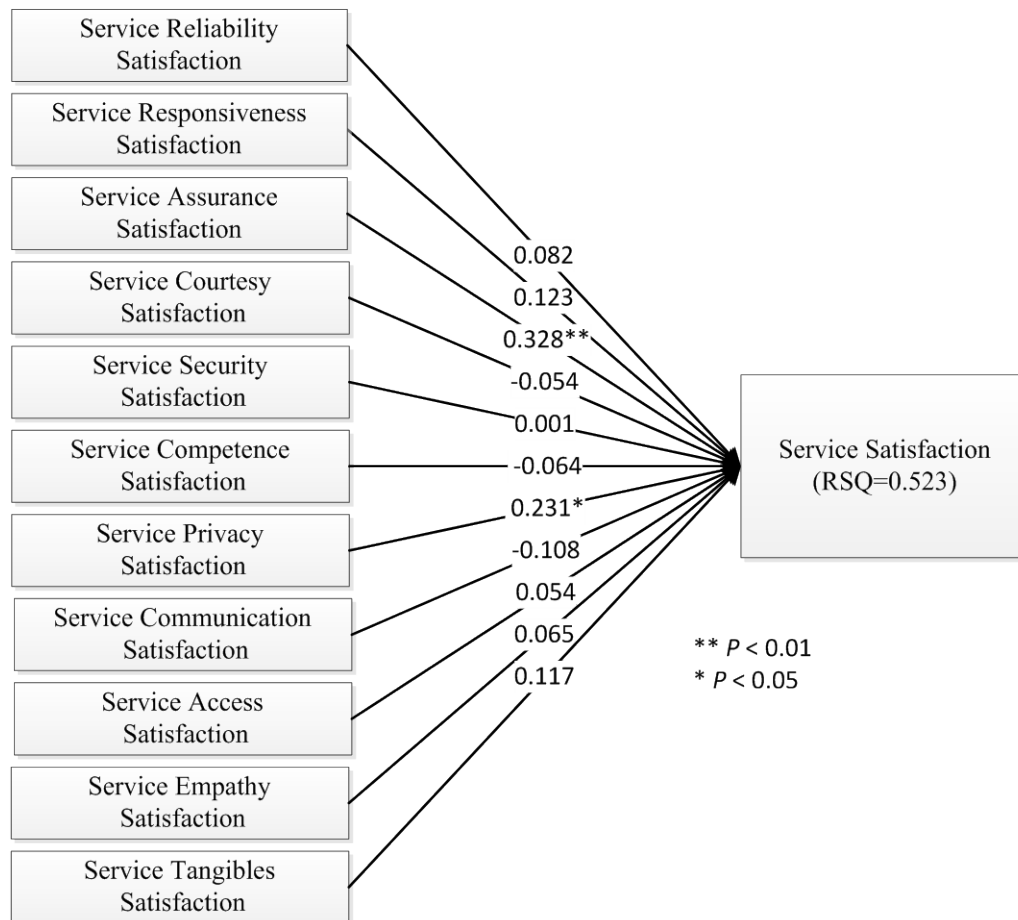 Service Reliability
Satisfaction
Service Responsiveness
Satisfaction
Service Assurance
Satisfaction
Service Courtesy
Satisfaction
Service Security
Satisfaction
Service Competence
Satisfaction
Service Privacy
Satisfaction
Service Communication
Satisfaction
Service Access
Satisfaction
Service Empathy
Satisfaction
Service Tangibles
Satisfaction
0.082
0.123
0.328**
-0.054
0.001
-0.064
0.231*
-0.108
0.054
0.065
0.117
Service Satisfaction
(RSQ=0.523)
** P < 0.01
* P < 0.05